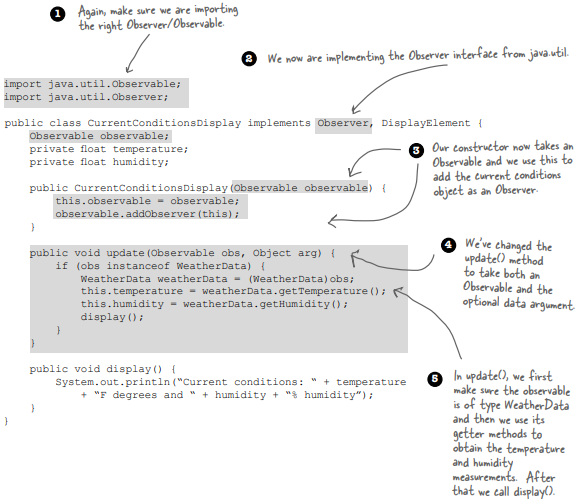 1 Again, make sure we are importing
the right Observer/Observable.
2 We now are implementing the Observer interface from java.util.
import java.util.Observable;
import java.util.Observer;
public class CurrentConditionsDisplay implements Observer, DisplayElement {
Observable observable;
private float temperature;
private float humidity;
public CurrentConditionsDisplay(Observable observable) {
this.observable = observable;
observable.addObserver(this);
}
3 Our constructor now takes an
Observable and we use this to
add the current conditions
object as an Observer.
public void update(Observable obs, Object arg) {
if (obs instanceof WeatherData) {
WeatherData weatherData = (WeatherData)obs;
this.temperature = weatherData.getTemperature();
this.humidity = weatherData.getHumidity();
display();
}
}
4 We've changed the
update() method
to take both an
Observable and the
optional data argument.
public void display() {
System.out.println(“Current conditions: “ + temperature
+ “F degrees and “ + humidity + “% humidity”);
}
}
5 In update(), we first
make sure the observable
is of type WeatherData
and then we use its
getter methods to
obtain the temperature
and humidity
measurements. After
that we call display().